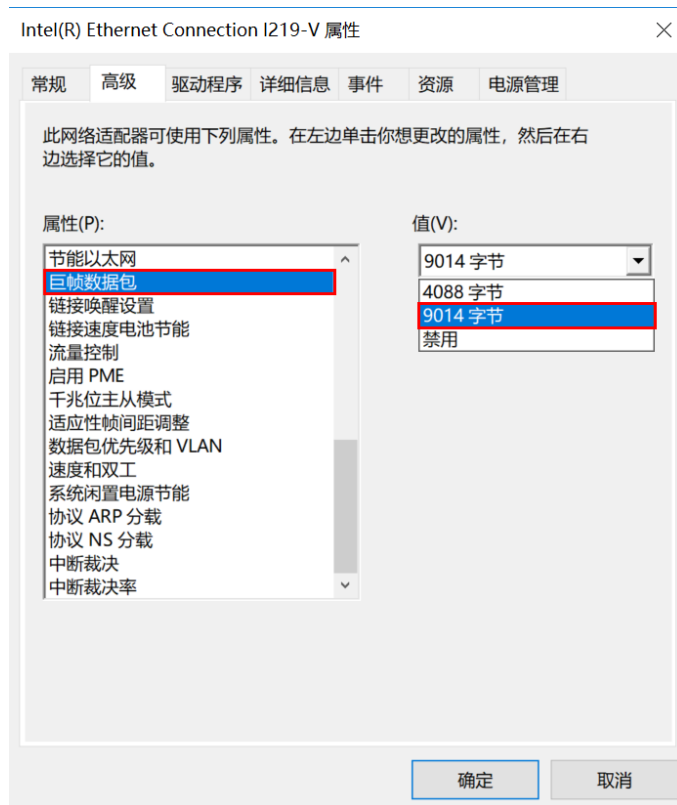 Intel(R) Ethernet Connection I219-V 属性
常规 高级 驱动程序 详细信息 事件 资源 电源管理
此网络适配器可使用下列属性。在左边单击你想更改的属性，然后在右
边选择它的值。
属性(P):
值(V):
节能以太网
巨帧数据包
链接唤醒设置
链接速度电池节能
流量控制
启用 PME
千兆位主从模式
适应性帧间距调整
数据包优先级和 VLAN
速度和双工
系统闲置电源节能
协议 ARP 分载
协议 NS 分载
中断裁决
中断裁决率
9014 字节
4088 字节
9014 字节
禁用
确定
取消